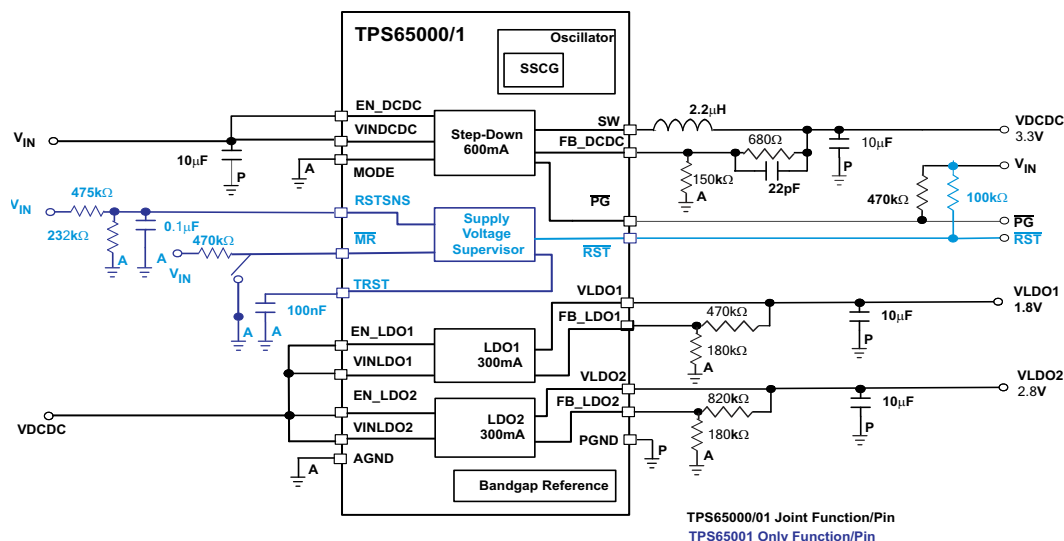 TPS65000/1
Oscillator
SSCG
EN_DCDC
VINDCDC
MODE
Step-Down
600mA
SW
FB_DCDC
PG
2.2μH
680Ω
22pF
150kΩ
A
10μF
P
VDCDC
3.3V
VIN
10μF
P
A
VIN
470kΩ
100kΩ
PG
RST
VIN
475kΩ
232kΩ
A
0.1μF
A
RSTSNS
MR
TRST
Supply
Voltage
Supervisor
RST
470kΩ
VIN
A
100nF
A
EN_LDO1
VINLDO1
LDO1
300mA
VLDO1
FB_LDO1
470kΩ
180kΩ
A
10μF
P
VLDO1
1.8V
VDCDC
EN_LDO2
VINLDO2
LDO2
300mA
VLDO2
FB_LDO2
820kΩ
180kΩ
A
10μF
P
VLDO2
2.8V
AGND
A
PGND
P
Bandgap Reference
TPS65000/01 Joint Function/Pin
TPS65001 Only Function/Pin